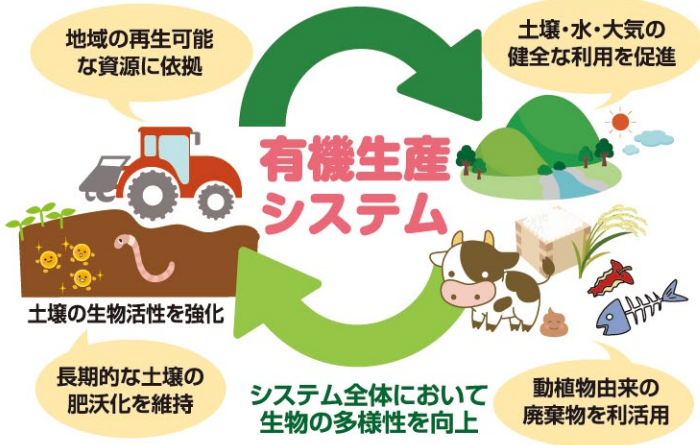 地域の再生可能
な資源に依拠
土壌・水・大気の
健全な利用を促進
有機生産
システム
土壌の生物活性を強化
長期的な土壌の
肥沃化を維持
システム全体において
生物の多様性を向上
動植物由来の
廃棄物を利活用